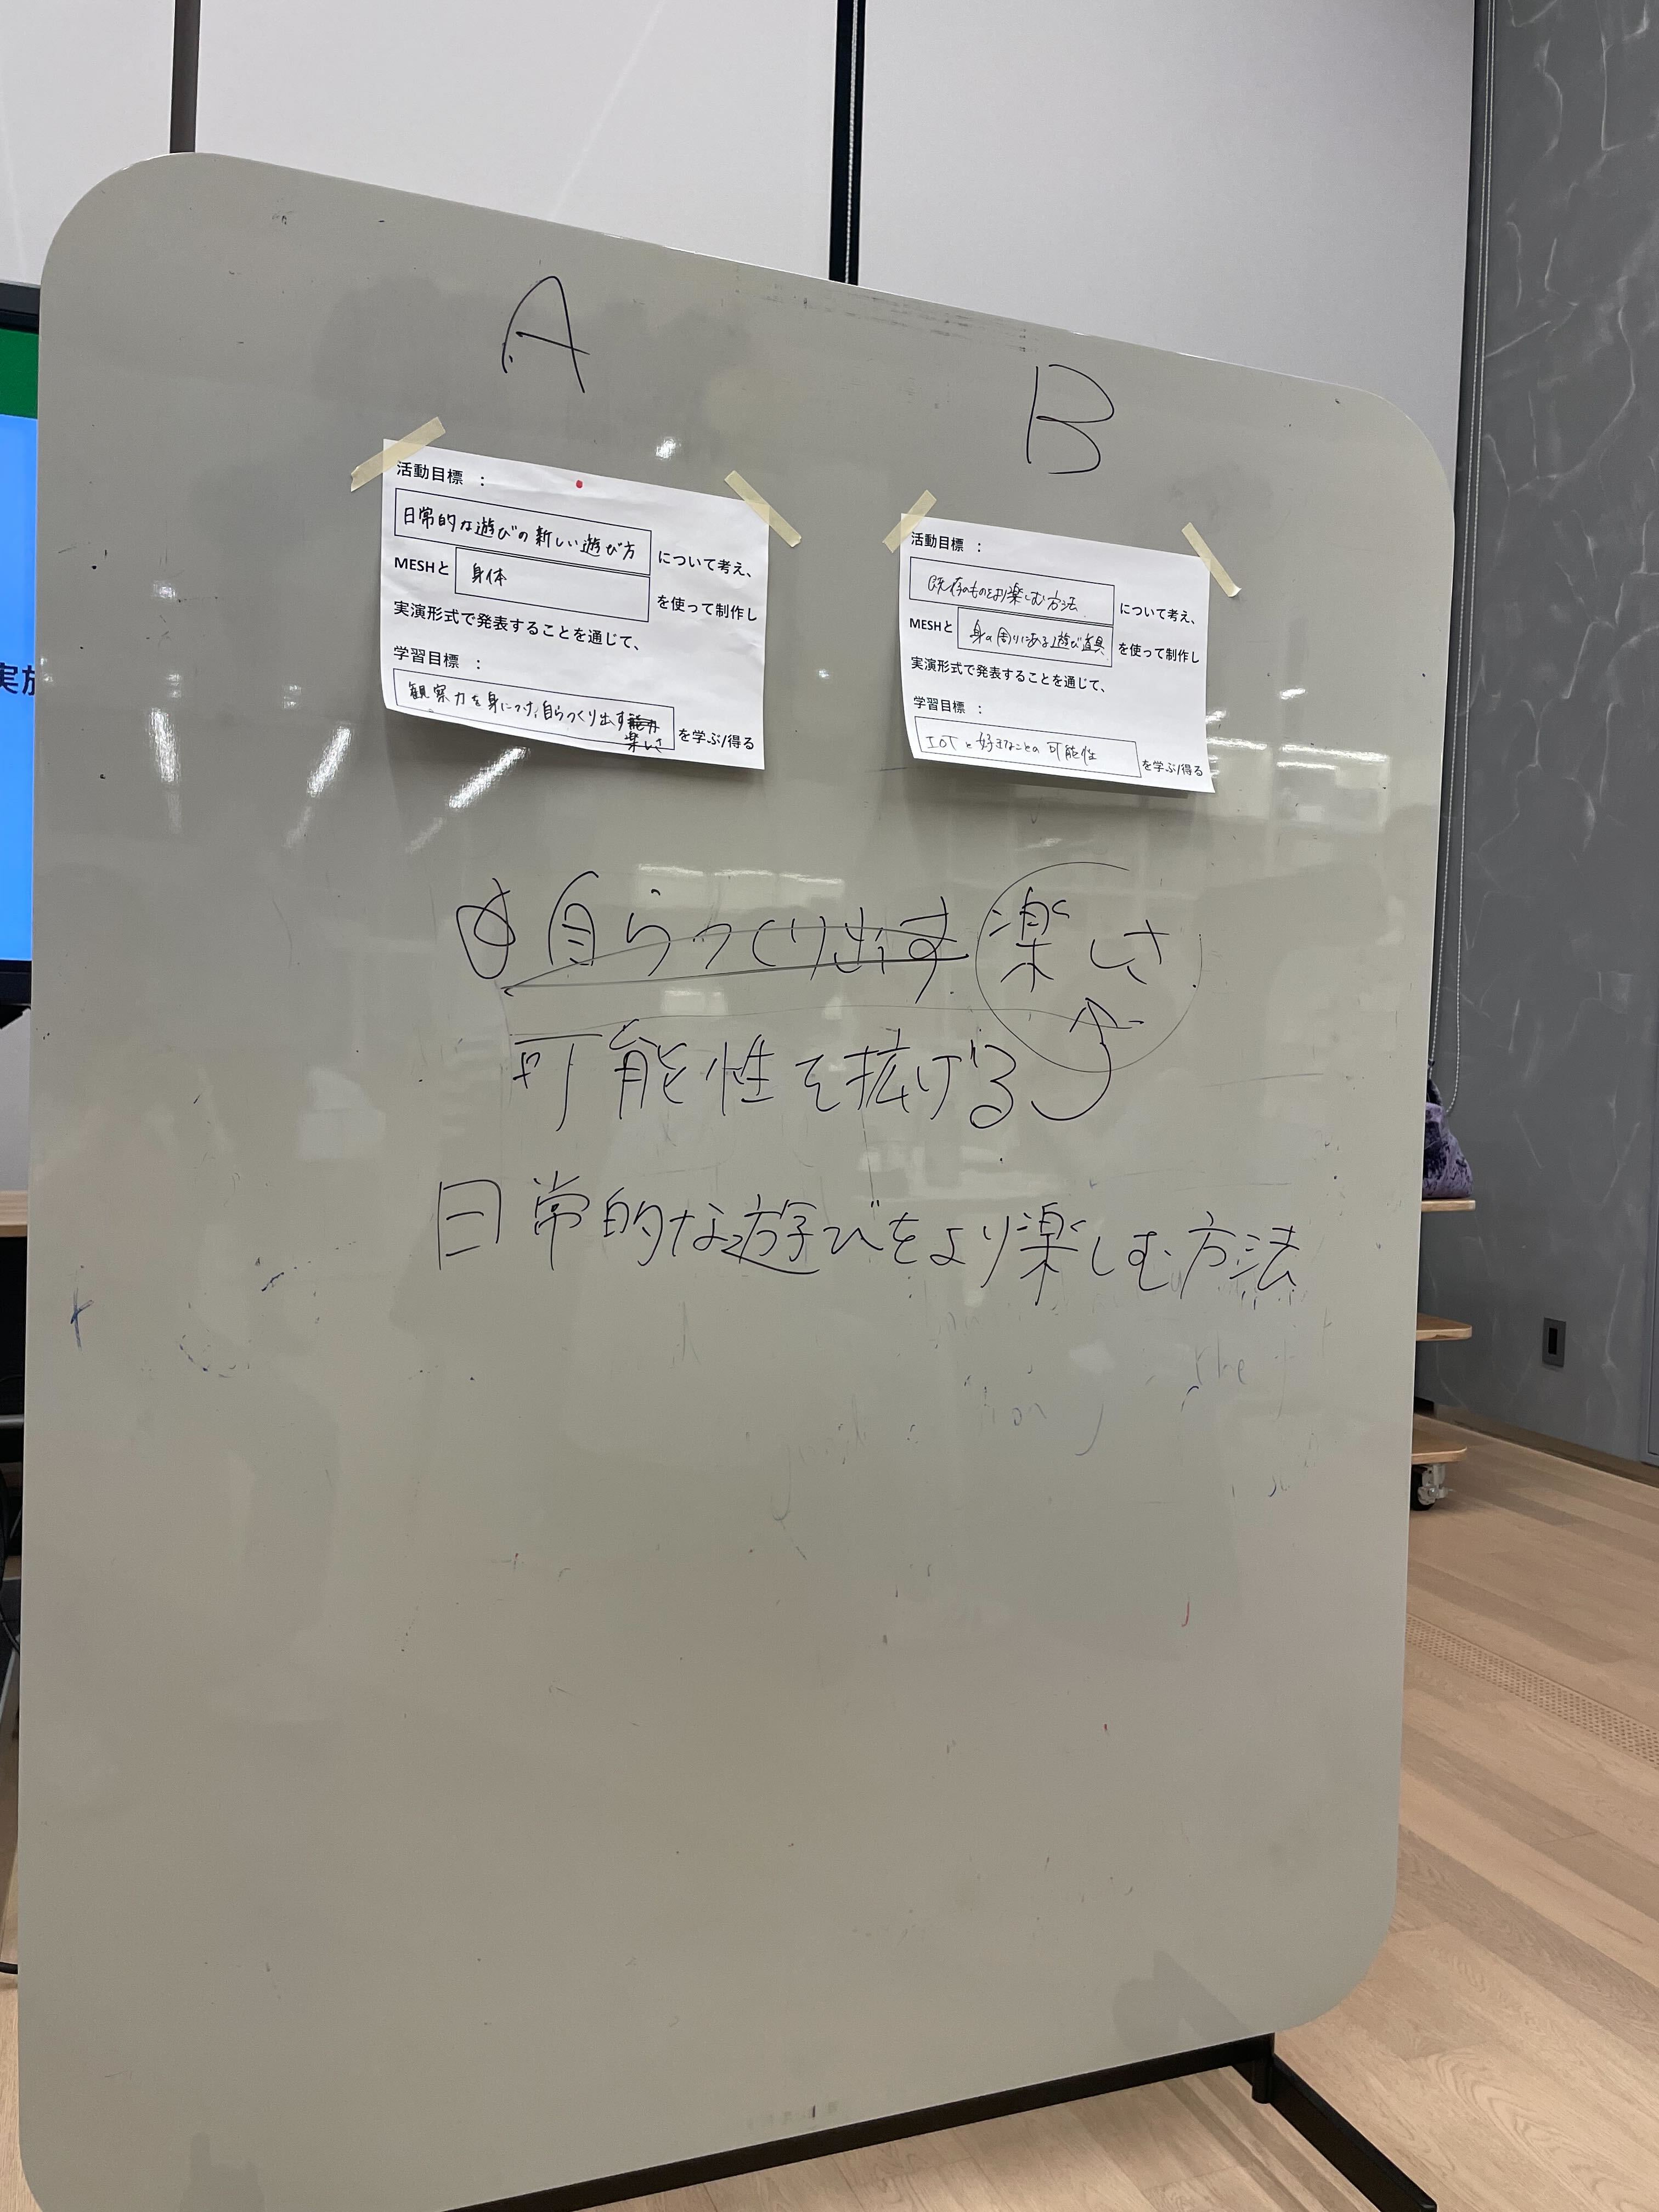 A
活動目標 :
日常的な遊びの新しい遊び方 について考え、
MESHと 身体 を使って制作し
実演形式で発表することを通じて、
学習目標 :
観察力を身につけ、自らつくり出す能力 を学ぶ/得る
楽しさ
B
活動目標 :
既存のものをより楽しむ方法 について考え、
MESHと 身の周りにある遊び道具 を使って制作し
実演形式で発表することを通じて、
学習目標 :
IoTと好きなことの可能性 を学ぶ/得る
自らつくり出す 楽しさ
可能性を拡げる
日常的な遊びをより楽しむ方法
実施